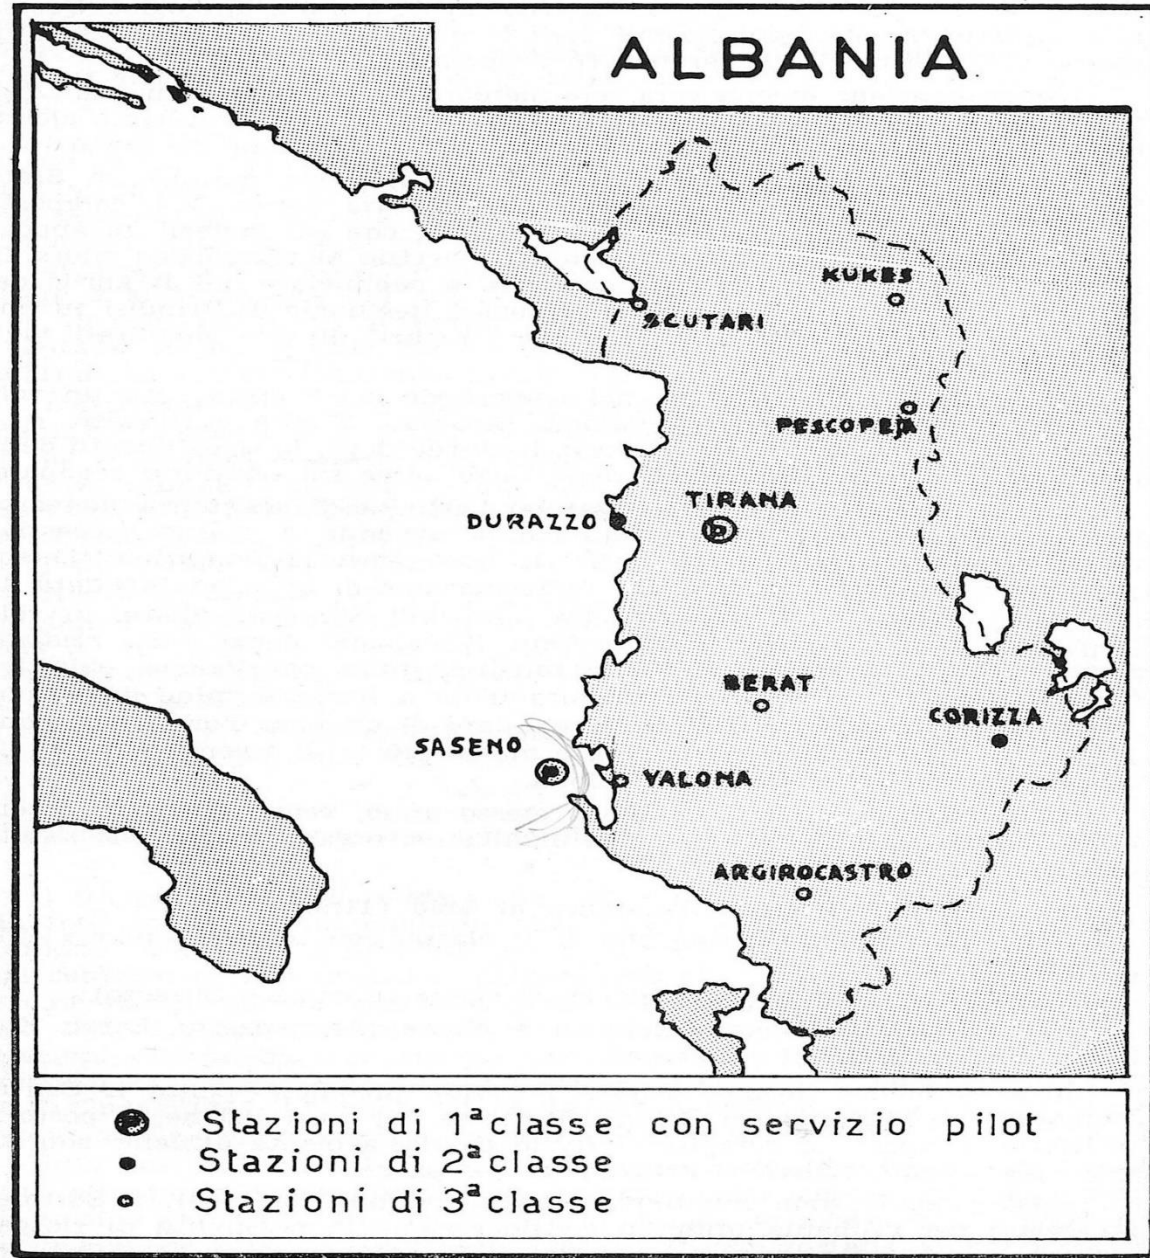 ALBANIA
KUKES
SCUTARI
PESCOPEJA
TIRANA
DURAZZO
BERAT
CORIZZA
SASENO
VALONA
ARGIROCASTRO
Stazioni di 1ª classe con servizio pilot
Stazioni di 2ª classe
Stazioni di 3ª classe